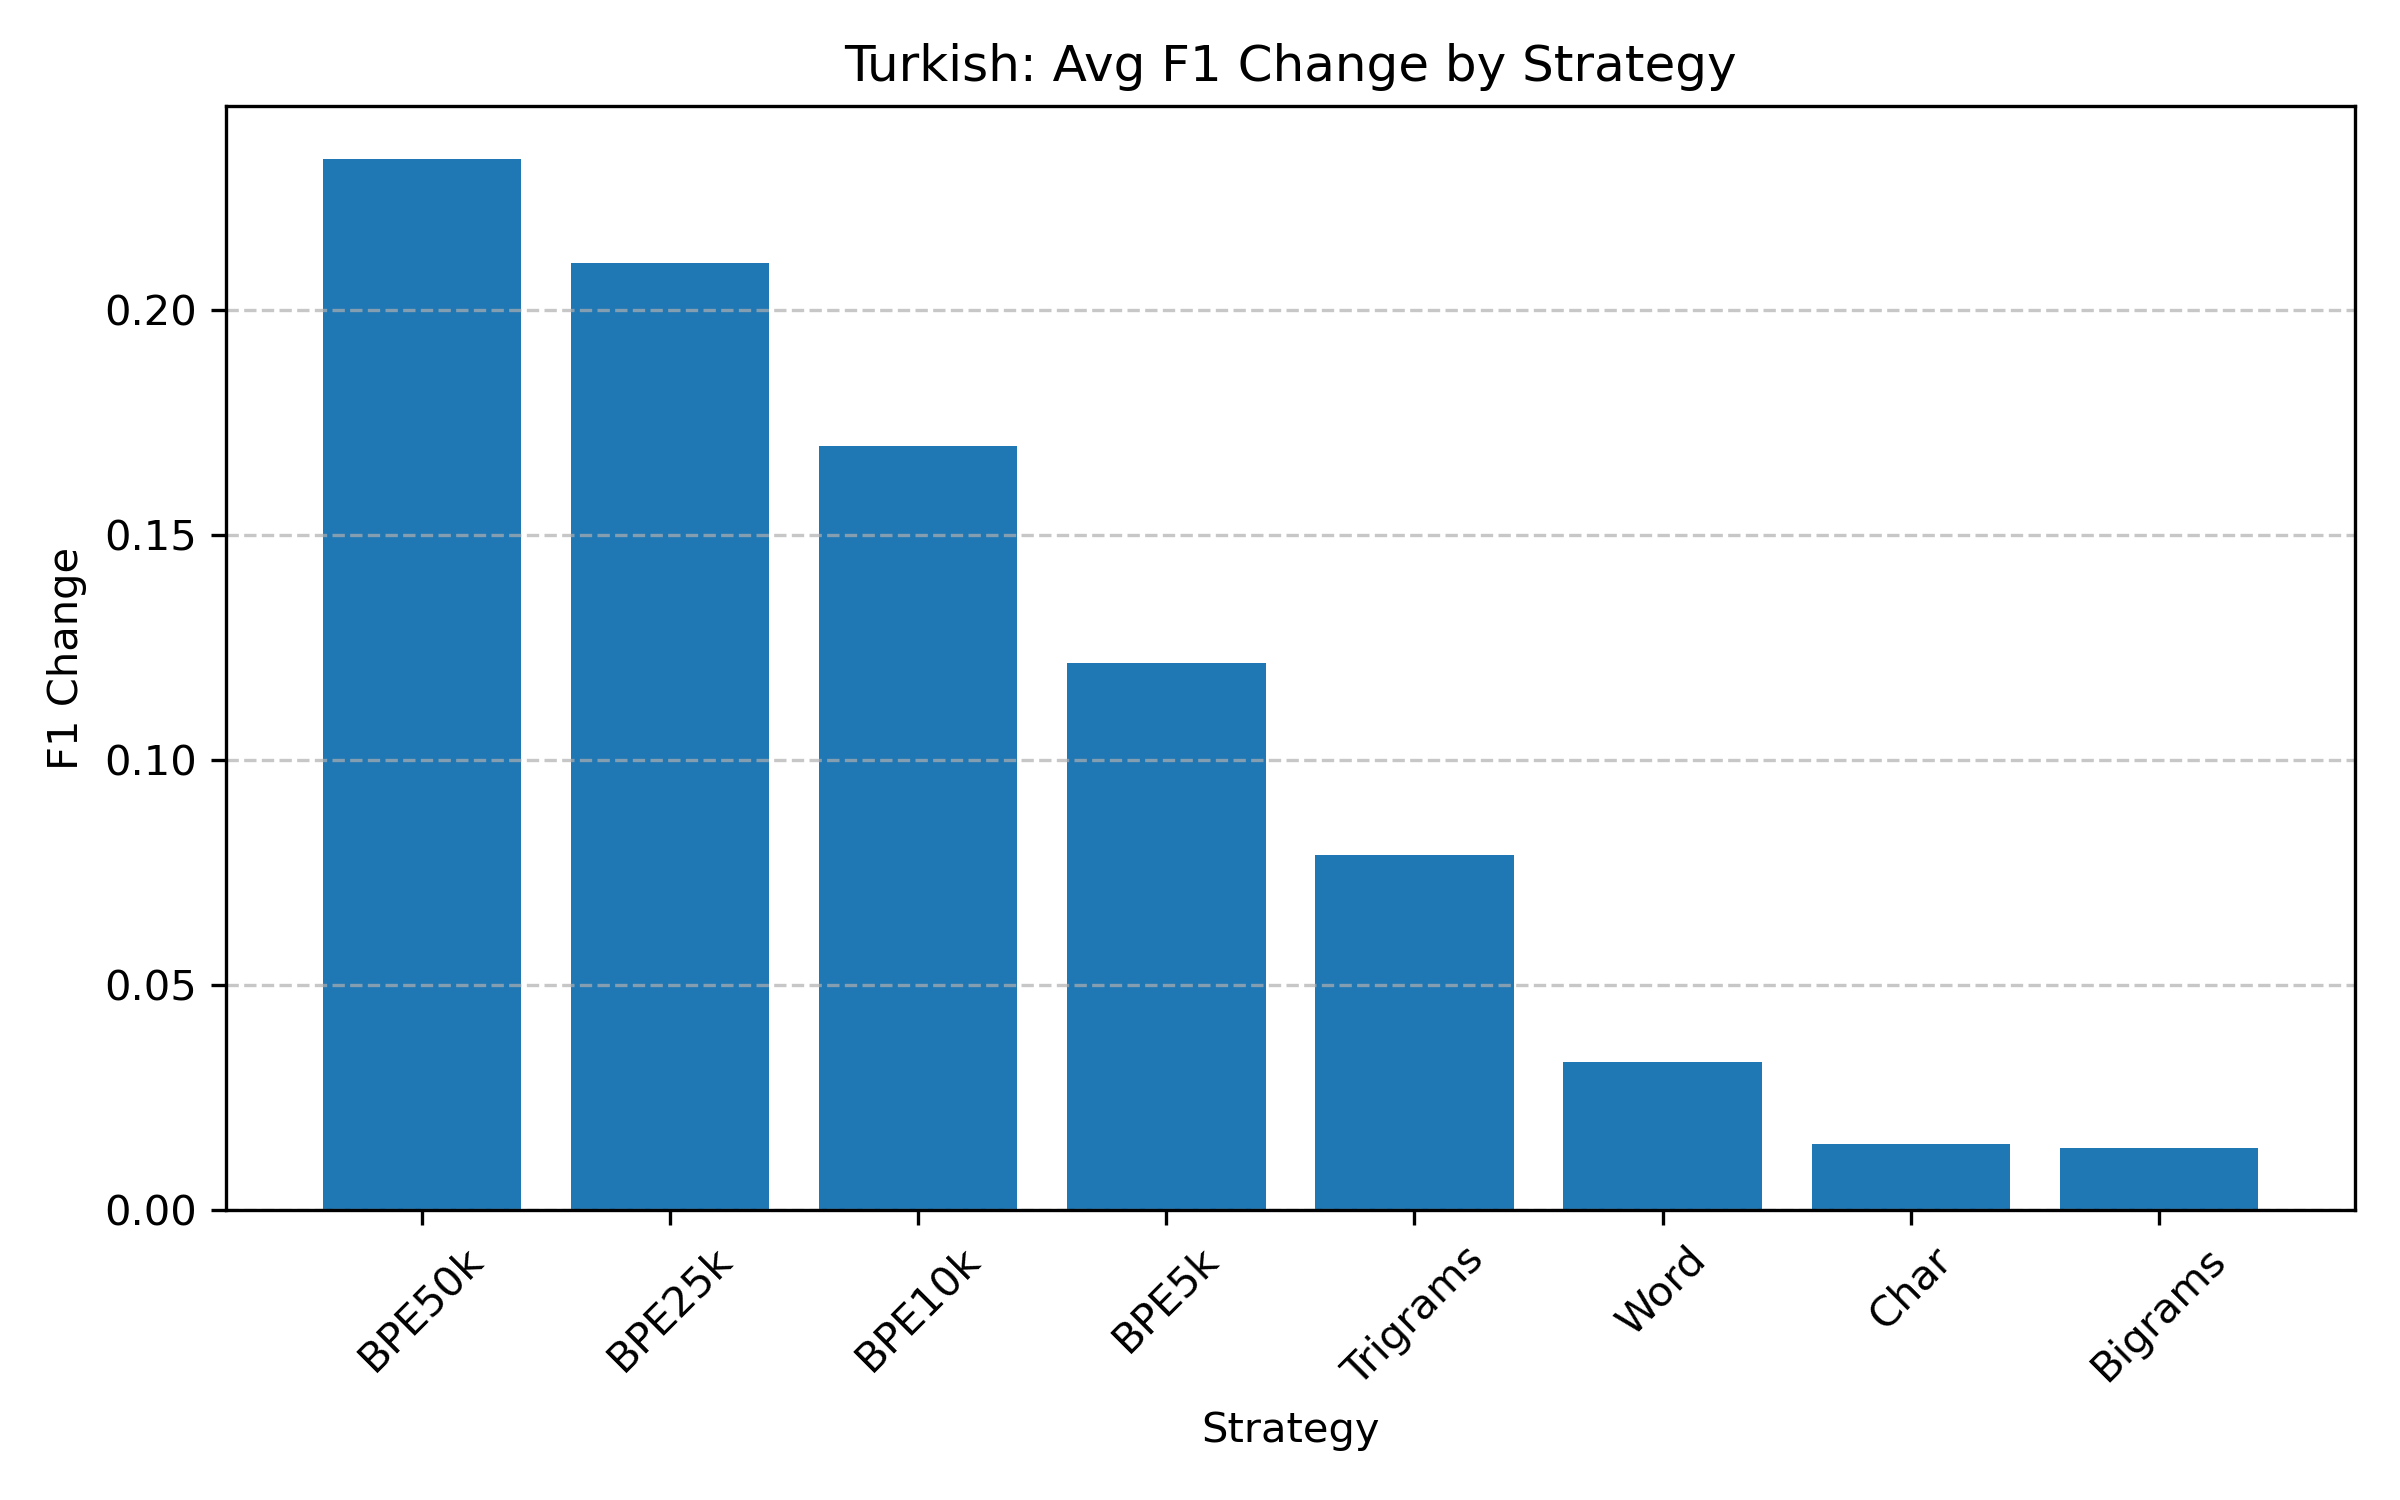 Turkish: Avg F1 Change by Strategy
F1 Change
0.20
0.15
0.10
0.05
0.00
BPE50k
BPE25k
BPE10k
BPE5k
Trigrams
Word
Char
Bigrams
Strategy